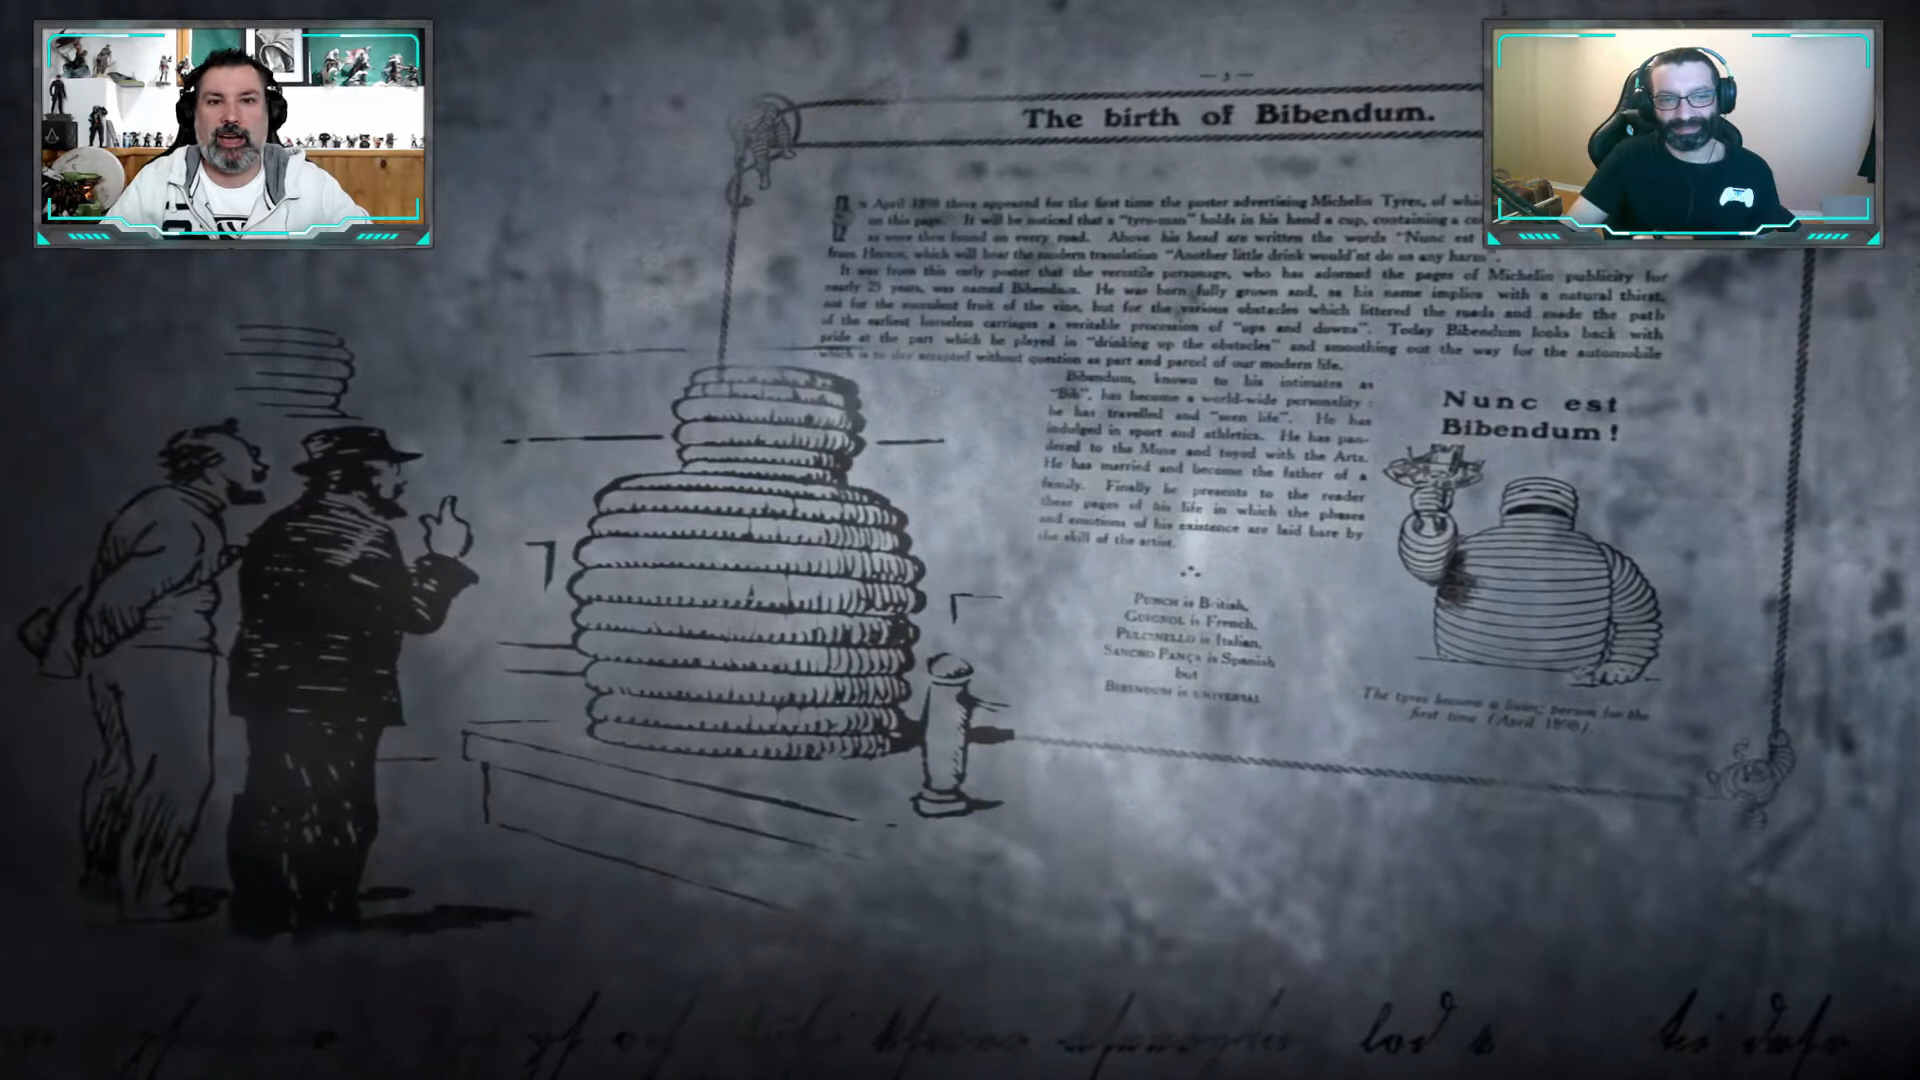 — 3 —
The birth of Bibendum.
In April 1898 there appeared for the first time the poster advertising Michelin Tyres, of
on this page. It will be noticed that a "tyre-man" holds in his hand a cup, containing a
as were then found on every road. Above his head are written the words "Nunc est
from Horace, which will bear the modern translation "Another little drink would'nt do us any harm".
It was from this early poster that the versatile personage, who has adorned the pages of Michelin publicity for
nearly 25 years, was named Bibendum. He was born fully grown and, as his name implies with a natural thirst,
not for the succulent fruit of the vine, but for the various obstacles which littered the roads and made the path
of the earliest horseless carriages a veritable procession of "ups and downs". Today Bibendum looks back with
pride at the part which he played in "drinking up the obstacles" and smoothing out the way for the automobile
which is to day accepted without question as part and parcel of our modern life.
Bibendum, known to his intimates as
"Bib", has become a world-wide personality :
he has travelled and "seen life". He has
indulged in sport and athletics. He has pan-
dered to the Muse and toyed with the Arts.
He has married and become the father of a
family. Finally he presents to the reader
these pages of his life in which the phases
and emotions of his existence are laid bare by
the skill of the artist.
PUNCH is British,
GUIGNOL is French,
PULCINELLO is Italian,
SANCHO PANÇA is Spanish
but
BIBENDUM is UNIVERSAL
Nunc est
Bibendum !
The tyres become a living person for the
first time (April 1898).